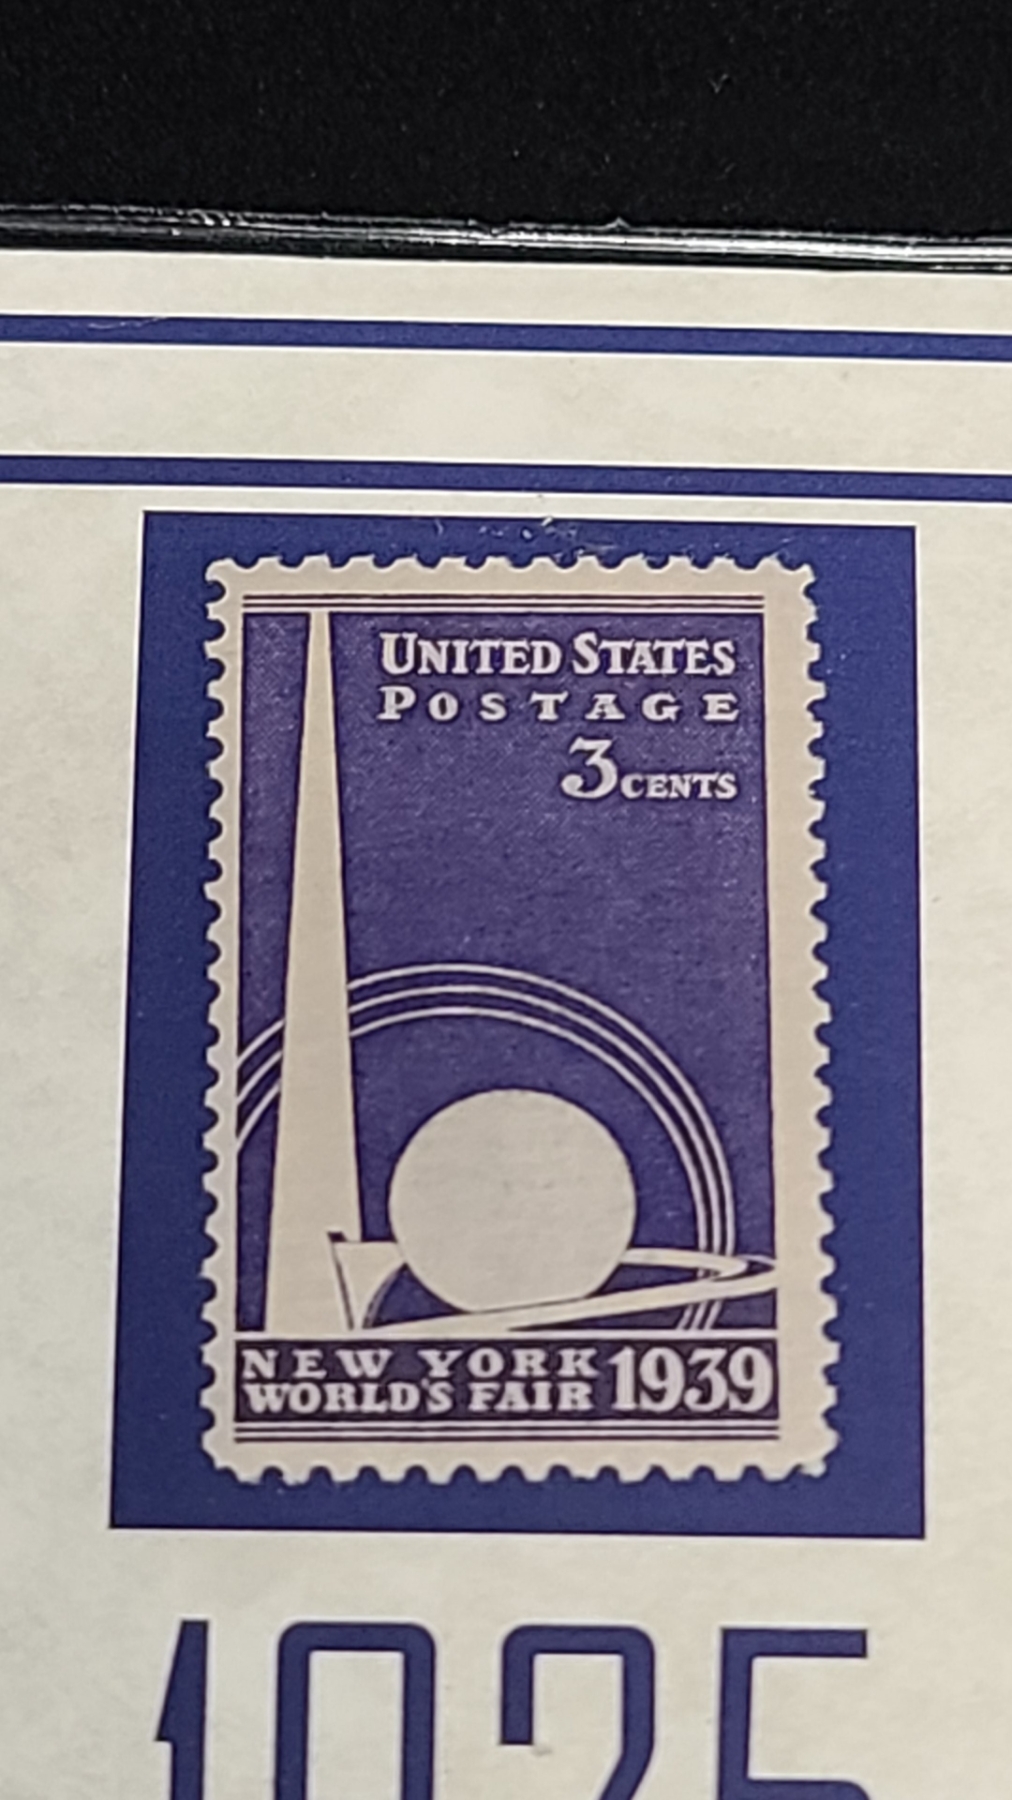 UNITED STATES
POSTAGE
3 CENTS
NEW YORK
WORLD'S FAIR 1939